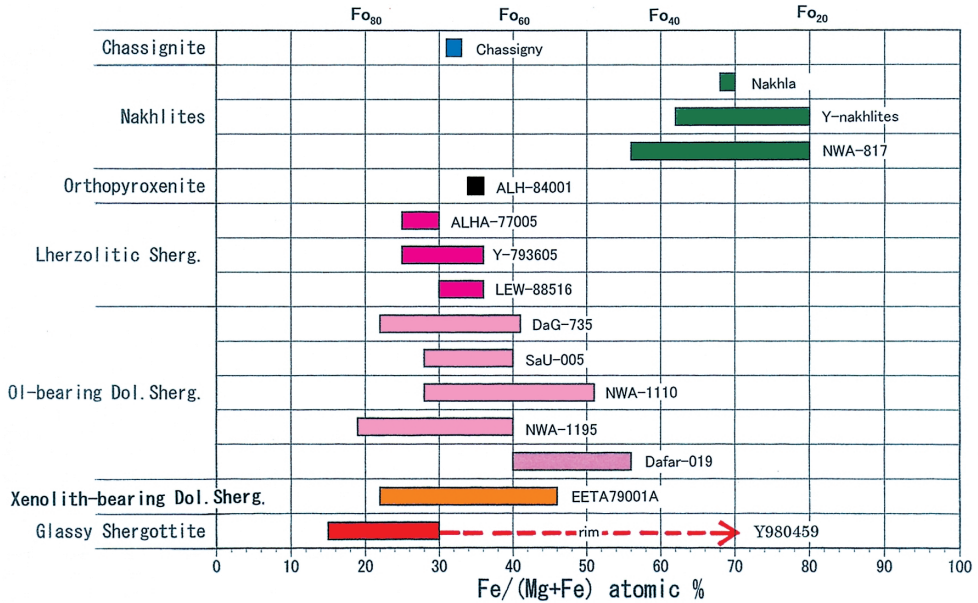 Fo80 Fo60 Fo40 Fo20
Chassignite Chassigny
Nakhla
Nakhlites Y-nakhlites
NWA-817
Orthopyroxenite ALH-84001
ALHA-77005
Lherzolitic Sherg. Y-793605
LEW-88516
DaG-735
SaU-005
Ol-bearing Dol. Sherg. NWA-1110
NWA-1195
Dafar-019
Xenolith-bearing Dol. Sherg. EETA79001A
Glassy Shergottite rim Y980459
0 10 20 30 40 50 60 70 80 90 100
Fe/(Mg+Fe) atomic %